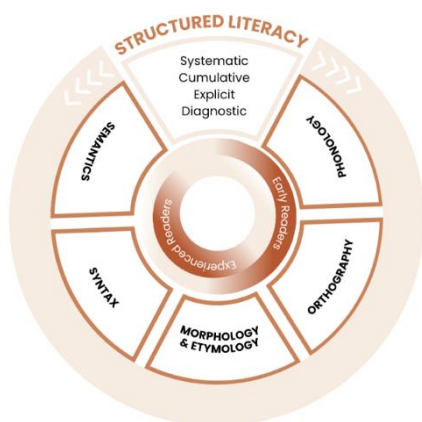 STRUCTURED LITERACY
Systematic
Cumulative
Explicit
Diagnostic
PHONOLOGY
ORTHOGRAPHY
MORPHOLOGY
& ETYMOLOGY
SYNTAX
SEMANTICS
Early Readers
Experienced Readers